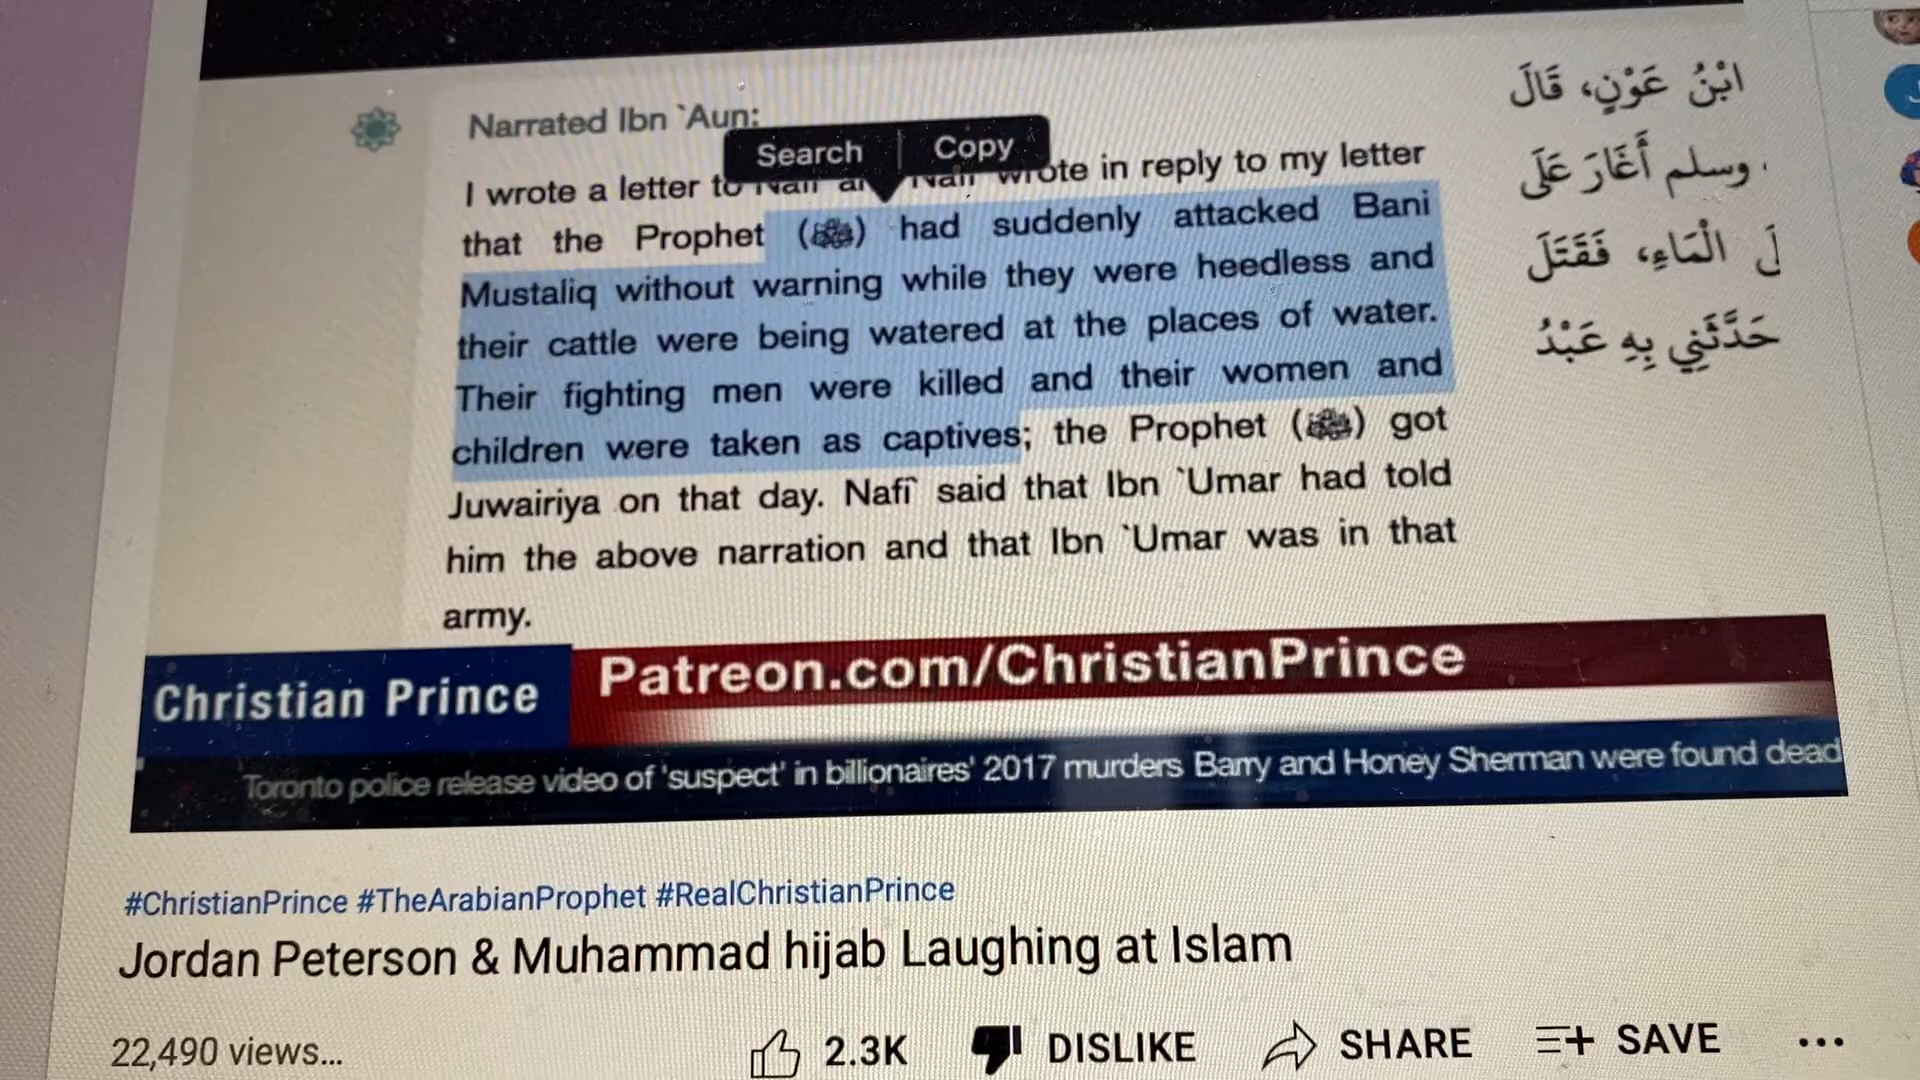 Narrated Ibn `Aun:
Search
Copy
I wrote a letter to Nafi and Nafi wrote in reply to my letter
that the Prophet (ﷺ) had suddenly attacked Bani
Mustaliq without warning while they were heedless and
their cattle were being watered at the places of water.
Their fighting men were killed and their women and
children were taken as captives; the Prophet (ﷺ) got
Juwairiya on that day. Nafi` said that Ibn `Umar had told
him the above narration and that Ibn `Umar was in that
army.
ابْنُ عَوْنٍ، قَالَ
وسلم أَغَارَ عَلَى
لَ الْمَاءِ، فَقَتَلَ
حَدَّثَنِي بِهِ عَبْدُ
Christian Prince
Patreon.com/ChristianPrince
Toronto police release video of 'suspect' in billionaires' 2017 murders Barry and Honey Sherman were found dead
#ChristianPrince #TheArabianProphet #RealChristianPrince
Jordan Peterson & Muhammad hijab Laughing at Islam
22,490 views...
2.3K
DISLIKE
SHARE
SAVE